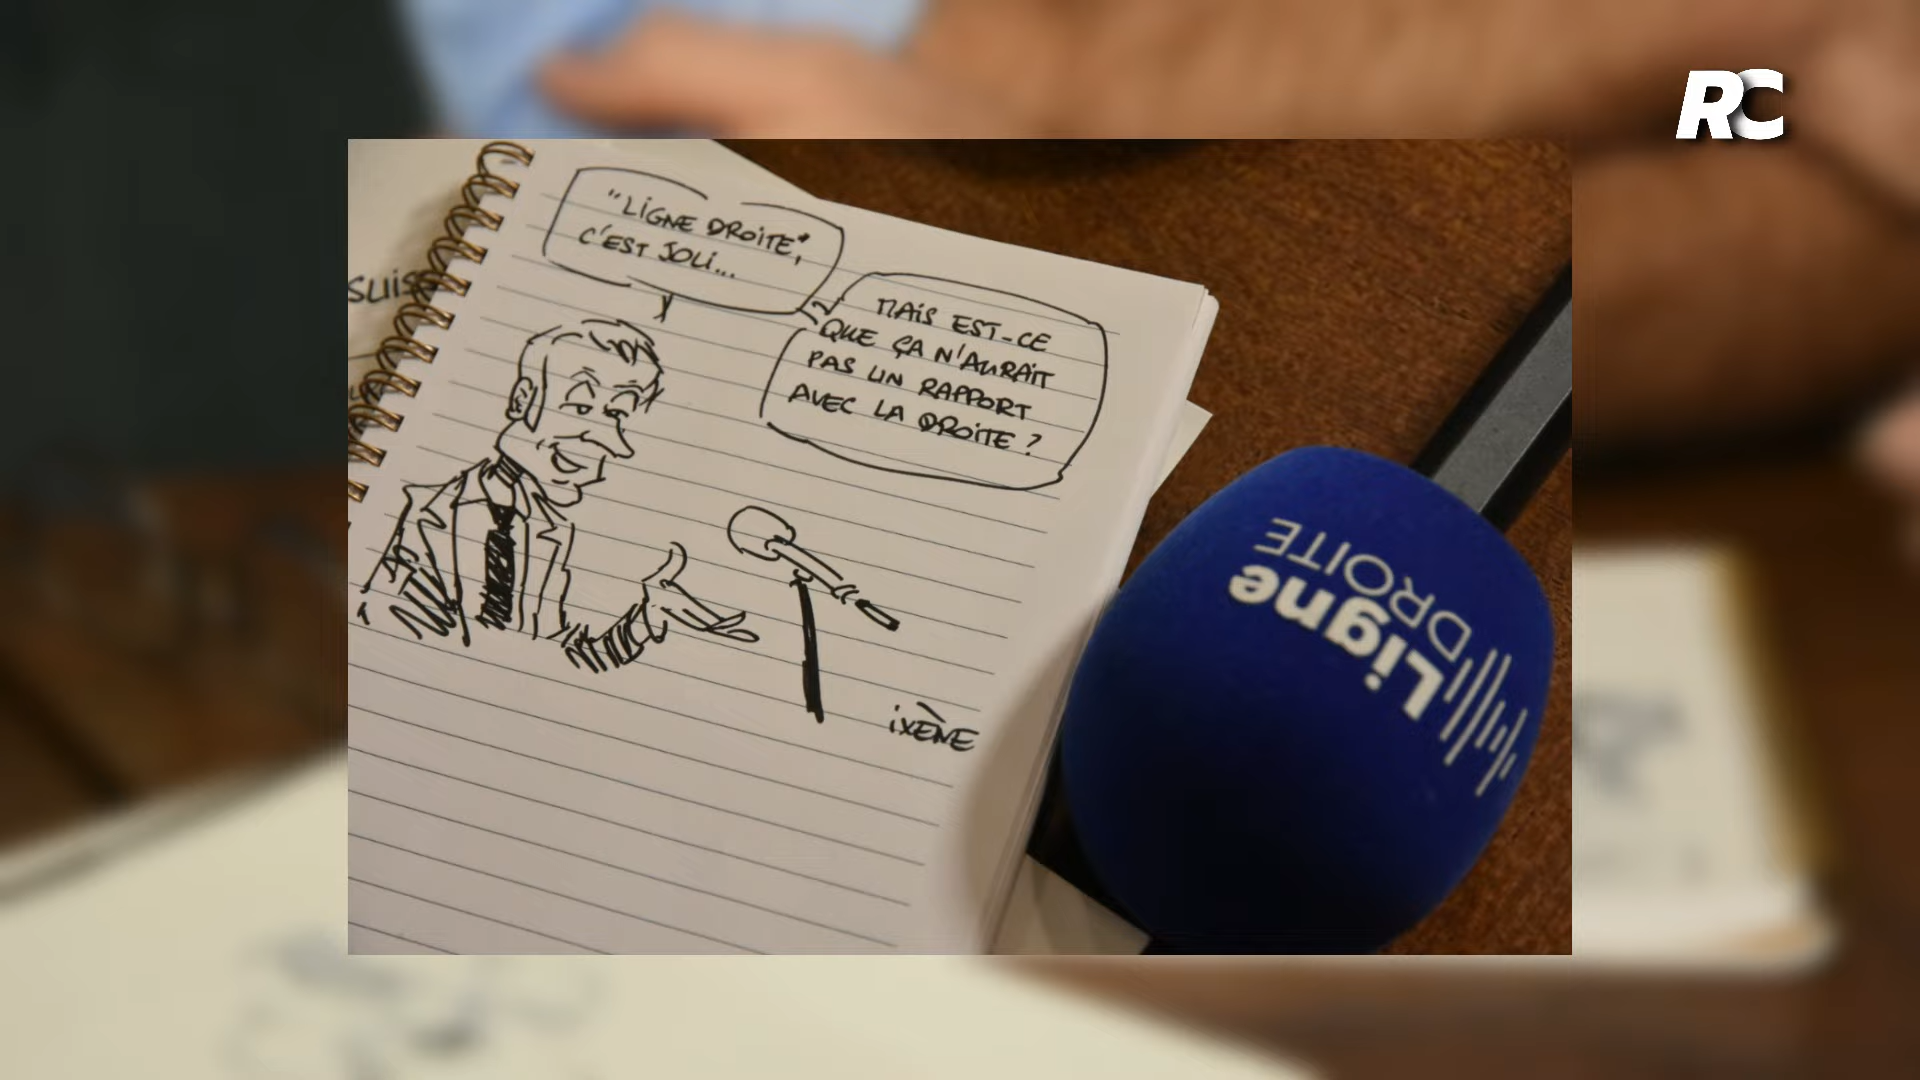 RC
"LIGNE DROITE",
C'EST JOLI...
MAIS EST-CE
QUE ÇA N'AURAIT
PAS UN RAPPORT
AVEC LA DROITE ?
SUIS
iXÈNE
Ligne
DROITE